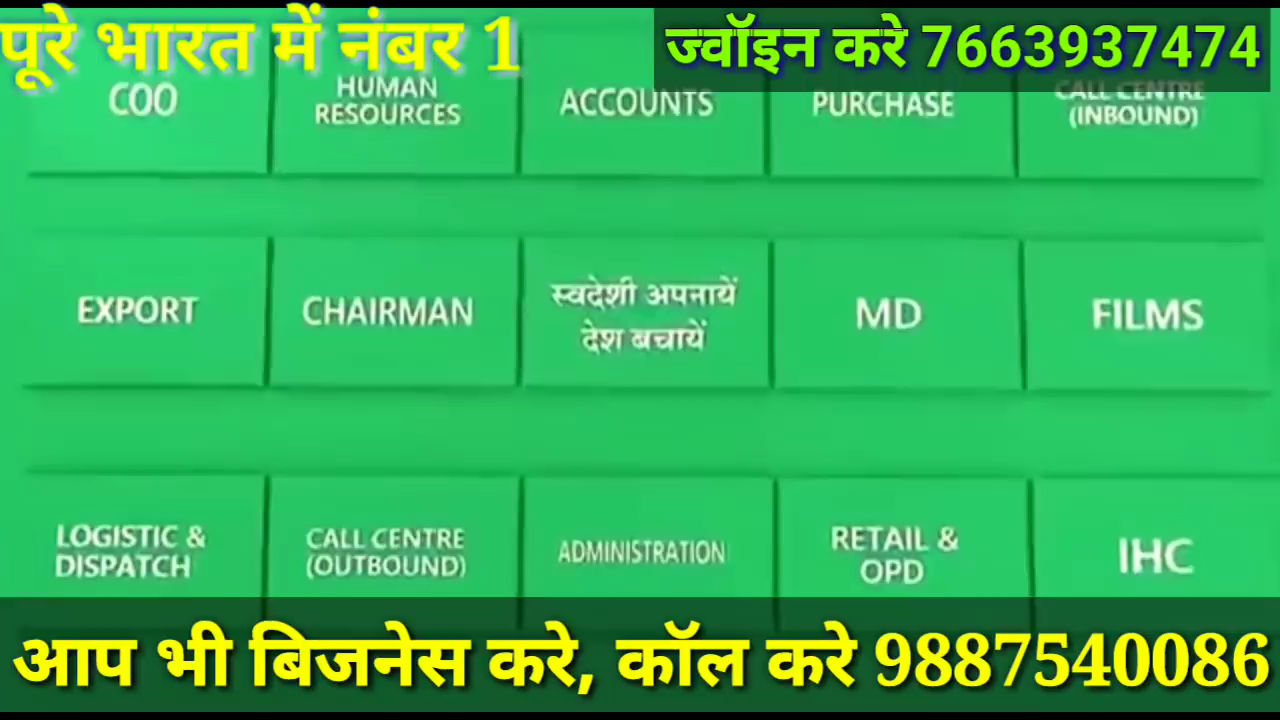 पूरे भारत में नंबर 1
ज्वॉइन करे 7663937474
COO
HUMAN
RESOURCES
ACCOUNTS
PURCHASE
CALL CENTRE
(INBOUND)
EXPORT
CHAIRMAN
स्वदेशी अपनायें
देश बचायें
MD
FILMS
LOGISTIC &
DISPATCH
CALL CENTRE
(OUTBOUND)
ADMINISTRATION
RETAIL &
OPD
IHC
आप भी बिजनेस करे, कॉल करे 9887540086